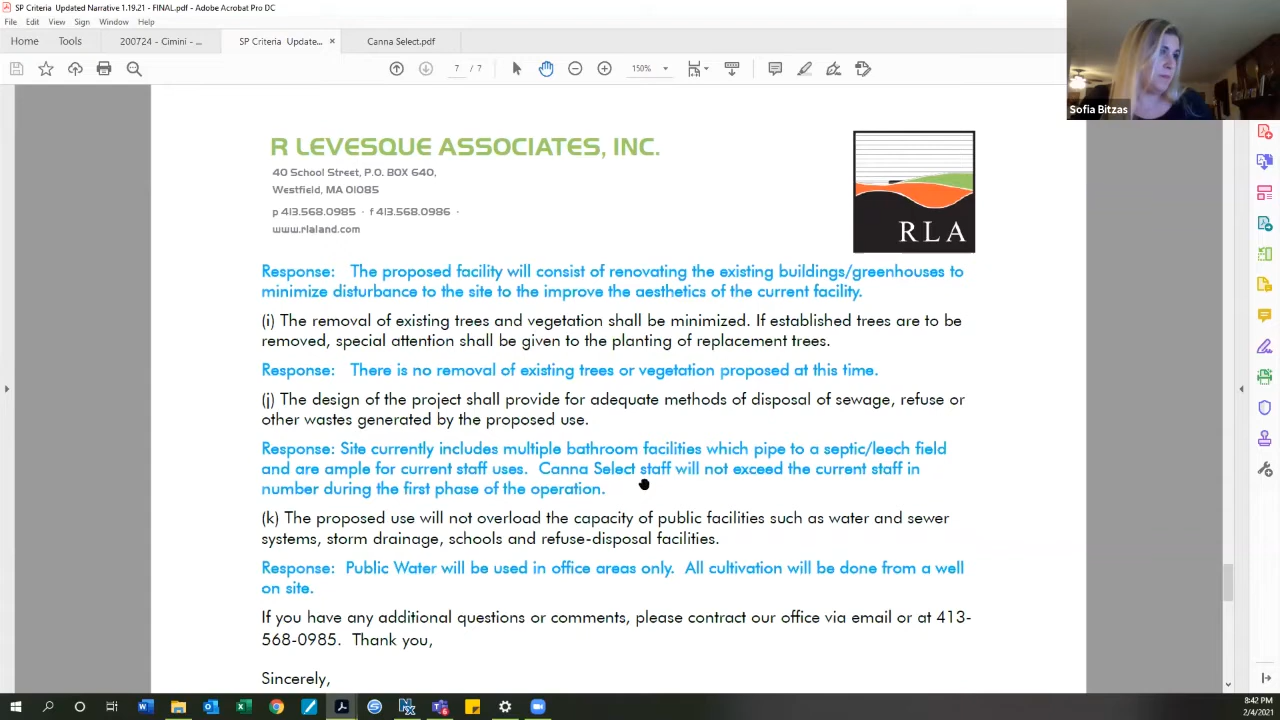 SP Criteria Updated Narrative 1.19.21 - FINAL.pdf - Adobe Acrobat Pro DC
File Edit View Sign Window Help
Home Tools 200724 - Cimini - ... SP Criteria Update... × Canna Select.pdf
7 / 7 150%
Sofia Bitzas
R LEVESQUE ASSOCIATES, INC.
40 School Street, P.O. BOX 640,
Westfield, MA 01085
p 413.568.0985 · f 413.568.0986 ·
www.rlaland.com
RLA
Response: The proposed facility will consist of renovating the existing buildings/greenhouses to
minimize disturbance to the site to the improve the aesthetics of the current facility.
(i) The removal of existing trees and vegetation shall be minimized. If established trees are to be
removed, special attention shall be given to the planting of replacement trees.
Response: There is no removal of existing trees or vegetation proposed at this time.
(j) The design of the project shall provide for adequate methods of disposal of sewage, refuse or
other wastes generated by the proposed use.
Response: Site currently includes multiple bathroom facilities which pipe to a septic/leech field
and are ample for current staff uses. Canna Select staff will not exceed the current staff in
number during the first phase of the operation.
(k) The proposed use will not overload the capacity of public facilities such as water and sewer
systems, storm drainage, schools and refuse-disposal facilities.
Response: Public Water will be used in office areas only. All cultivation will be done from a well
on site.
If you have any additional questions or comments, please contract our office via email or at 413-
568-0985. Thank you,
Sincerely,
8:42 PM
2/4/2021